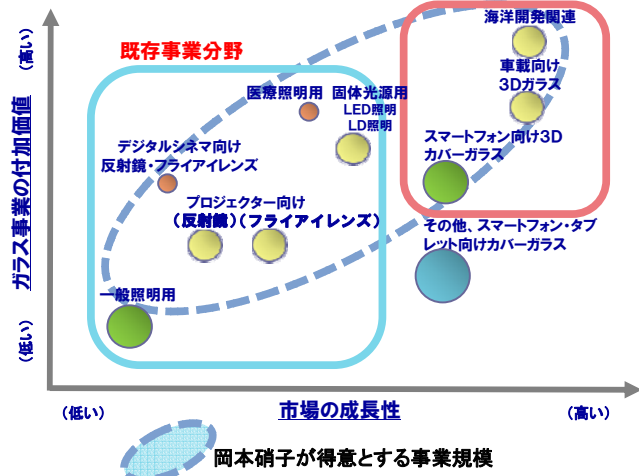 海洋開発関連
既存事業分野
車載向け
3Dガラス
医療照明用
固体光源用
LED照明
LD照明
デジタルシネマ向け
反射鏡・フライアイレンズ
スマートフォン向け3D
カバーガラス
プロジェクター向け
(反射鏡)(フライアイレンズ)
その他、スマートフォン・タブ
レット向けカバーガラス
一般照明用
(高い)
ガラス事業の付加価値
(低い)
(低い)
市場の成長性
(高い)
岡本硝子が得意とする事業規模